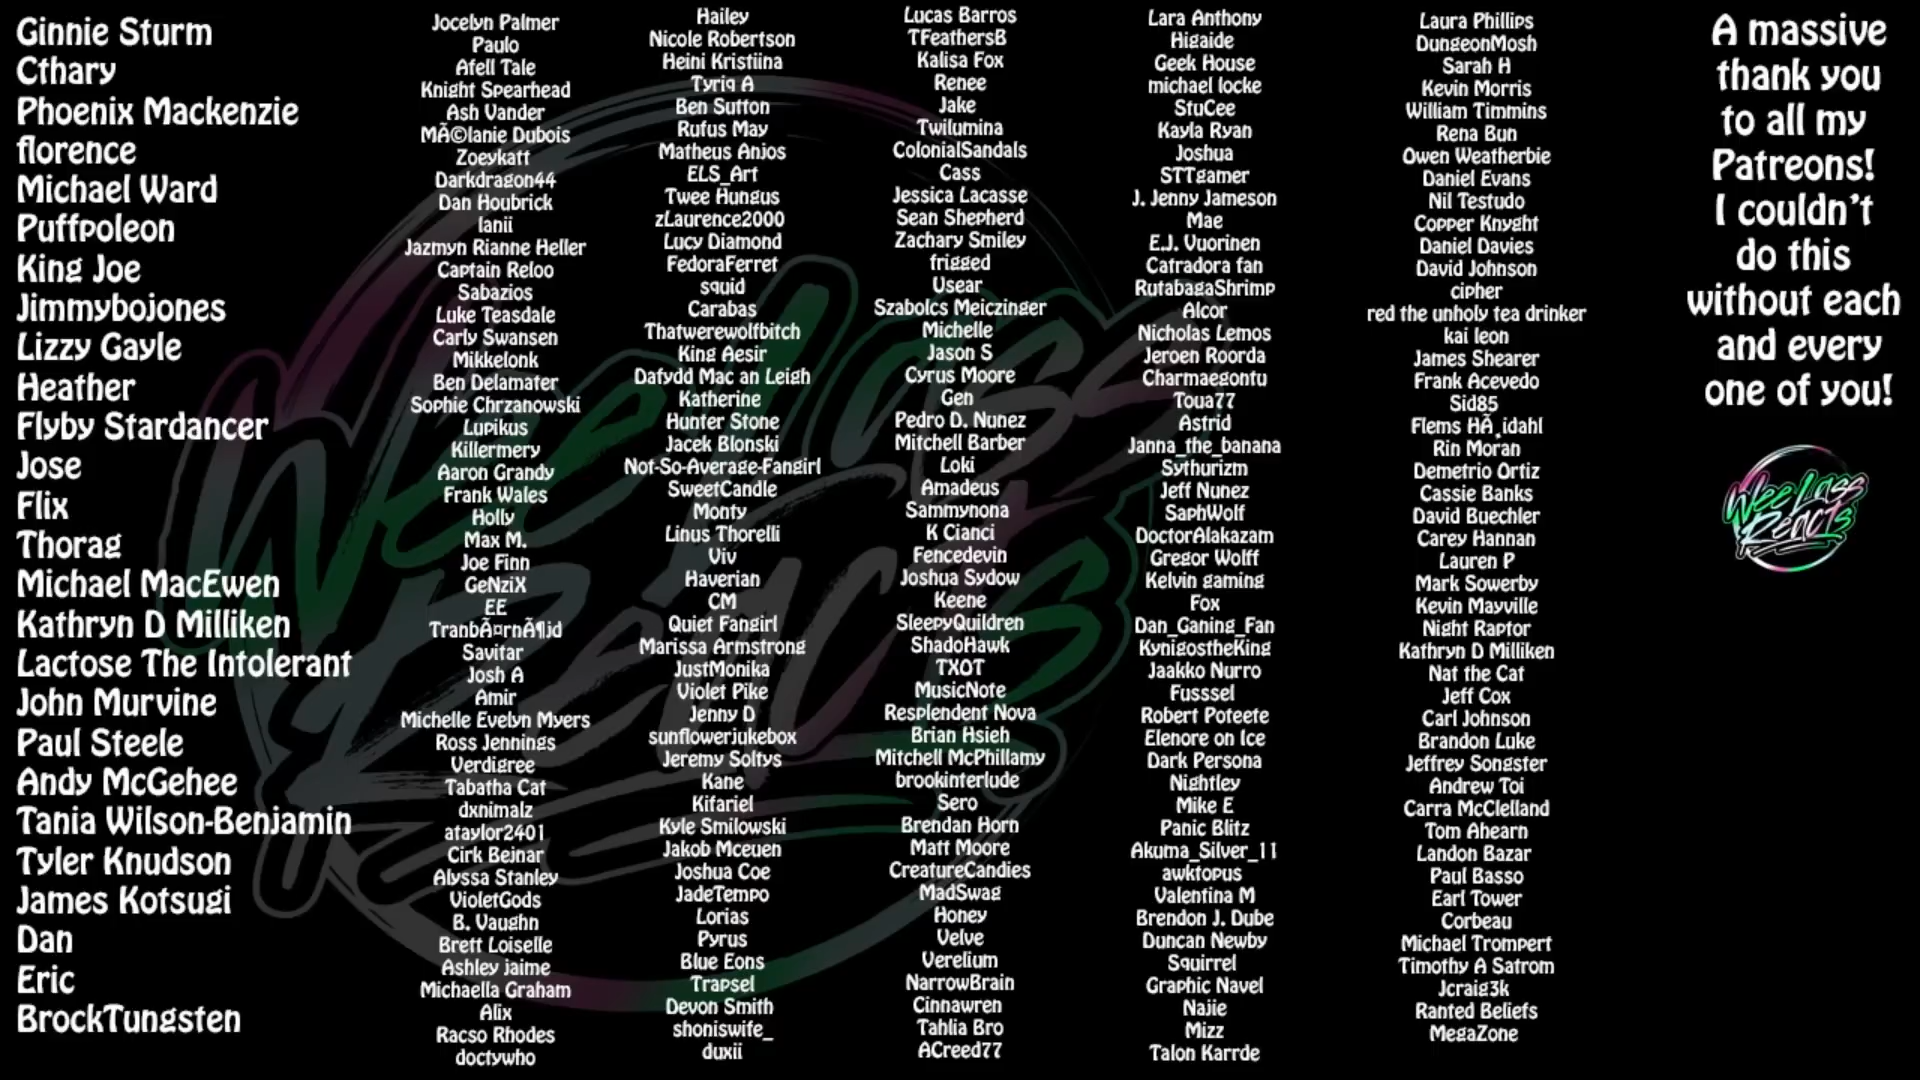 Ginnie Sturm
Cthary
Phoenix Mackenzie
florence
Michael Ward
Puffpoleon
King Joe
Jimmybojones
Lizzy Gayle
Heather
Flyby Stardancer
Jose
Flix
Thorag
Michael MacEwen
Kathryn D Milliken
Lactose The Intolerant
John Murvine
Paul Steele
Andy McGehee
Tania Wilson-Benjamin
Tyler Knudson
James Kotsugi
Dan
Eric
BrockTungsten
Jocelyn Palmer
Paulo
Afell Tale
Knight Spearhead
Ash Vander
MÃ©lanie Dubois
Zoeykatt
Darkdragon44
Dan Houbrick
lanii
Jazmyn Rianne Heller
Captain Reloo
Sabazios
Luke Teasdale
Carly Swansen
Mikkelonk
Ben Delamater
Sophie Chrzanowski
Lupikus
Killermery
Aaron Grandy
Frank Wales
Holly
Max M.
Joe Finn
GeNziX
EE
TranbÃ¤rnÃ¶jd
Savitar
Josh A
Amir
Michelle Evelyn Myers
Ross Jennings
Verdigree
Tabatha Cat
dxnimalz
ataylor2401
Cirk Bejnar
Alyssa Stanley
VioletGods
B. Vaughn
Brett Loiselle
Ashley jaime
Michaella Graham
Alix
Racso Rhodes
doctywho
Hailey
Nicole Robertson
Heini Kristiina
Tyriq A
Ben Sutton
Rufus May
Matheus Anjos
ELS_Art
Twee Hungus
zLaurence2000
Lucy Diamond
FedoraFerret
squid
Carabas
Thatwerewolfbitch
King Aesir
Dafydd Mac an Leigh
Katherine
Hunter Stone
Jacek Blonski
Not-So-Average-Fangirl
SweetCandle
Monty
Linus Thorelli
Viv
Haverian
CM
Quiet Fangirl
Marissa Armstrong
JustMonika
Violet Pike
Jenny D
sunflowerjukebox
Jeremy Soltys
Kane
Kifariel
Kyle Smilowski
Jakob Mceuen
Joshua Coe
JadeTempo
Lorias
Pyrus
Blue Eons
Trapsel
Devon Smith
shoniswife_
duxii
Lucas Barros
TFeathersB
Kalisa Fox
Renee
Jake
Twilumina
ColonialSandals
Cass
Jessica Lacasse
Sean Shepherd
Zachary Smiley
frigged
Usear
Szabolcs Meiczinger
Michelle
Jason S
Cyrus Moore
Gen
Pedro D. Nunez
Mitchell Barber
Loki
Amadeus
Sammynona
K Cianci
Fencedevin
Joshua Sydow
Keene
SleepyQuildren
ShadoHawk
TXOT
MusicNote
Resplendent Nova
Brian Hsieh
Mitchell McPhillamy
brookinterlude
Sero
Brendan Horn
Matt Moore
CreatureCandies
MadSwag
Honey
Velve
Verelium
NarrowBrain
Cinnawren
Tahlia Bro
ACreed77
Lara Anthony
Higaide
Geek House
michael locke
StuCee
Kayla Ryan
Joshua
STTgamer
J. Jenny Jameson
Mae
E.J. Vuorinen
Catradora fan
RutabagaShrimp
Alcor
Nicholas Lemos
Jeroen Roorda
Charmaegontu
Toua77
Astrid
Janna_the_banana
Sythurizm
Jeff Nunez
SaphWolf
DoctorAlakazam
Gregor Wolff
Kelvin gaming
Fox
Dan_Ganing_Fan
KynigostheKing
Jaakko Nurro
Fusssel
Robert Poteete
Elenore on Ice
Dark Persona
Nightley
Mike E
Panic Blitz
Akuma_Silver_11
awktopus
Valentina M
Brendon J. Dube
Duncan Newby
Squirrel
Graphic Navel
Najie
Mizz
Talon Karrde
Laura Phillips
DungeonMosh
Sarah H
Kevin Morris
William Timmins
Rena Bun
Owen Weatherbie
Daniel Evans
Nil Testudo
Copper Knyght
Daniel Davies
David Johnson
cipher
red the unholy tea drinker
kai leon
James Shearer
Frank Acevedo
Sid85
Flems HÃ¸idahl
Rin Moran
Demetrio Ortiz
Cassie Banks
David Buechler
Carey Hannan
Lauren P
Mark Sowerby
Kevin Mayville
Night Raptor
Kathryn D Milliken
Nat the Cat
Jeff Cox
Carl Johnson
Brandon Luke
Jeffrey Songster
Andrew Toi
Carra McClelland
Tom Ahearn
Landon Bazar
Paul Basso
Earl Tower
Corbeau
Michael Trompert
Timothy A Satrom
Jcraig3k
Ranted Beliefs
MegaZone
A massive
thank you
to all my
Patreons!
I couldn't
do this
without each
and every
one of you!
Wee Lass
Reacts
Wee Lass
Reacts